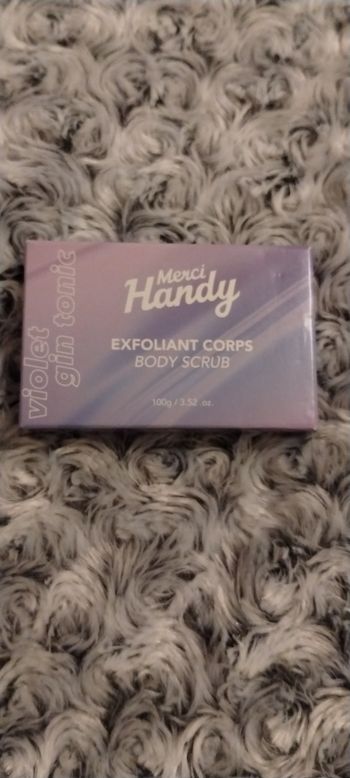 violet
gin tonic
Merci
Handy
EXFOLIANT CORPS
BODY SCRUB
100g / 3.52 .oz.